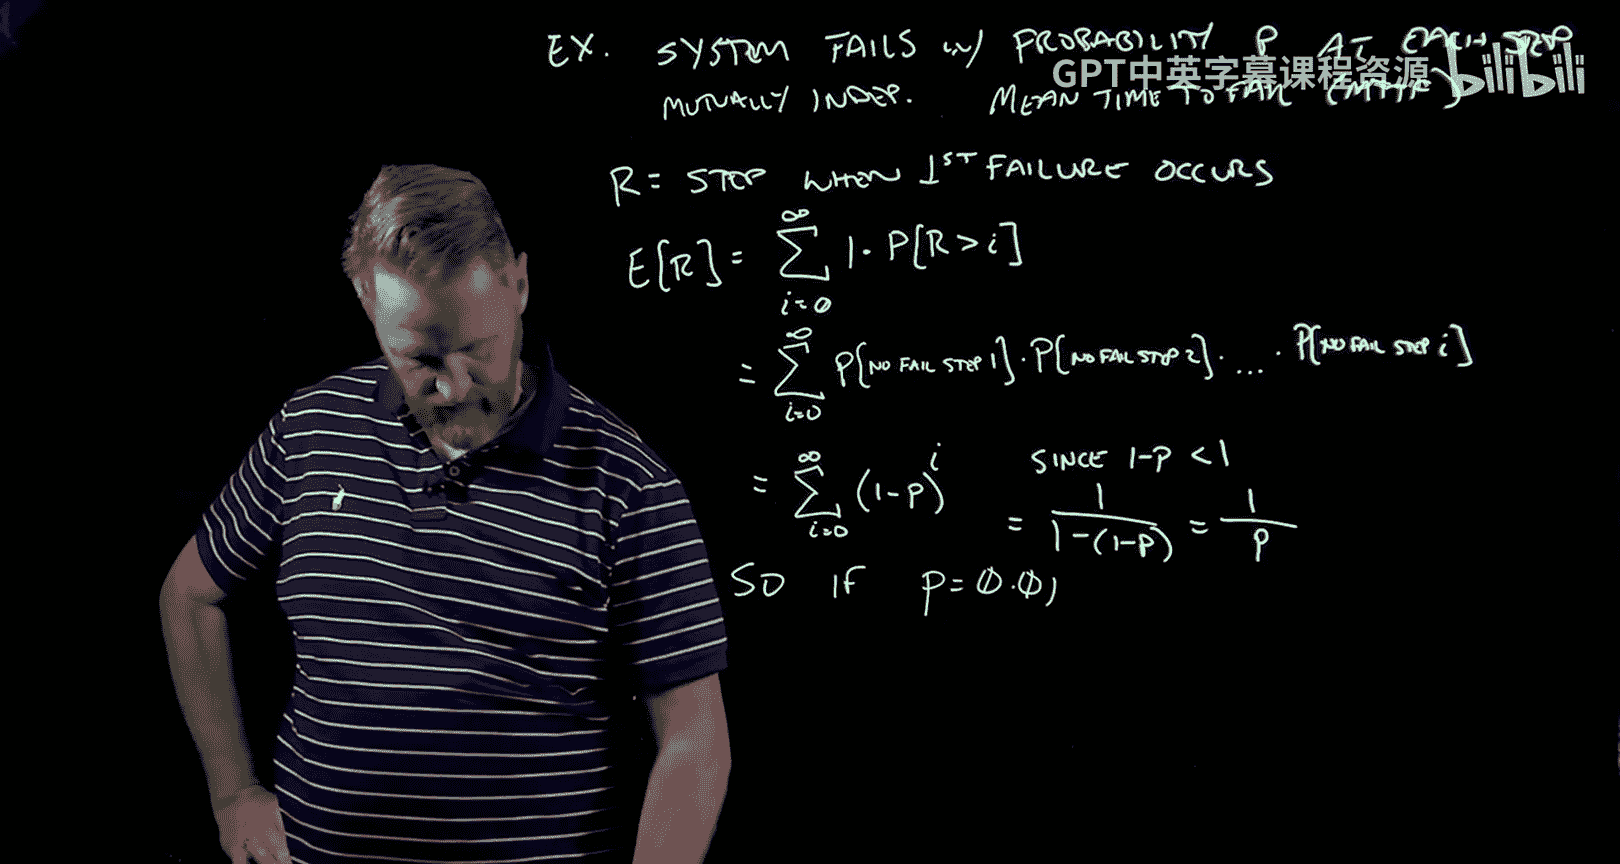 EX. SYSTEM FAILS w/ PROBABILITY P AT EACH STEP
GPT中英字幕课程资源 bilibili
MUTUALLY INDEP. MEAN TIME TO FAIL (MTTF)
R = STEP WHEN 1ST FAILURE OCCURS
E[R] = ∑_{i=0}^{∞} 1 · P[R > i]
= ∑_{i=0}^{∞} P[NO FAIL STEP 1] · P[NO FAIL STEP 2] · ... · P[NO FAIL STEP i]
SINCE 1-P < 1
= ∑_{i=0}^{∞} (1-P)^i = 1/(1-(1-P)) = 1/P
SO IF P = 0.01